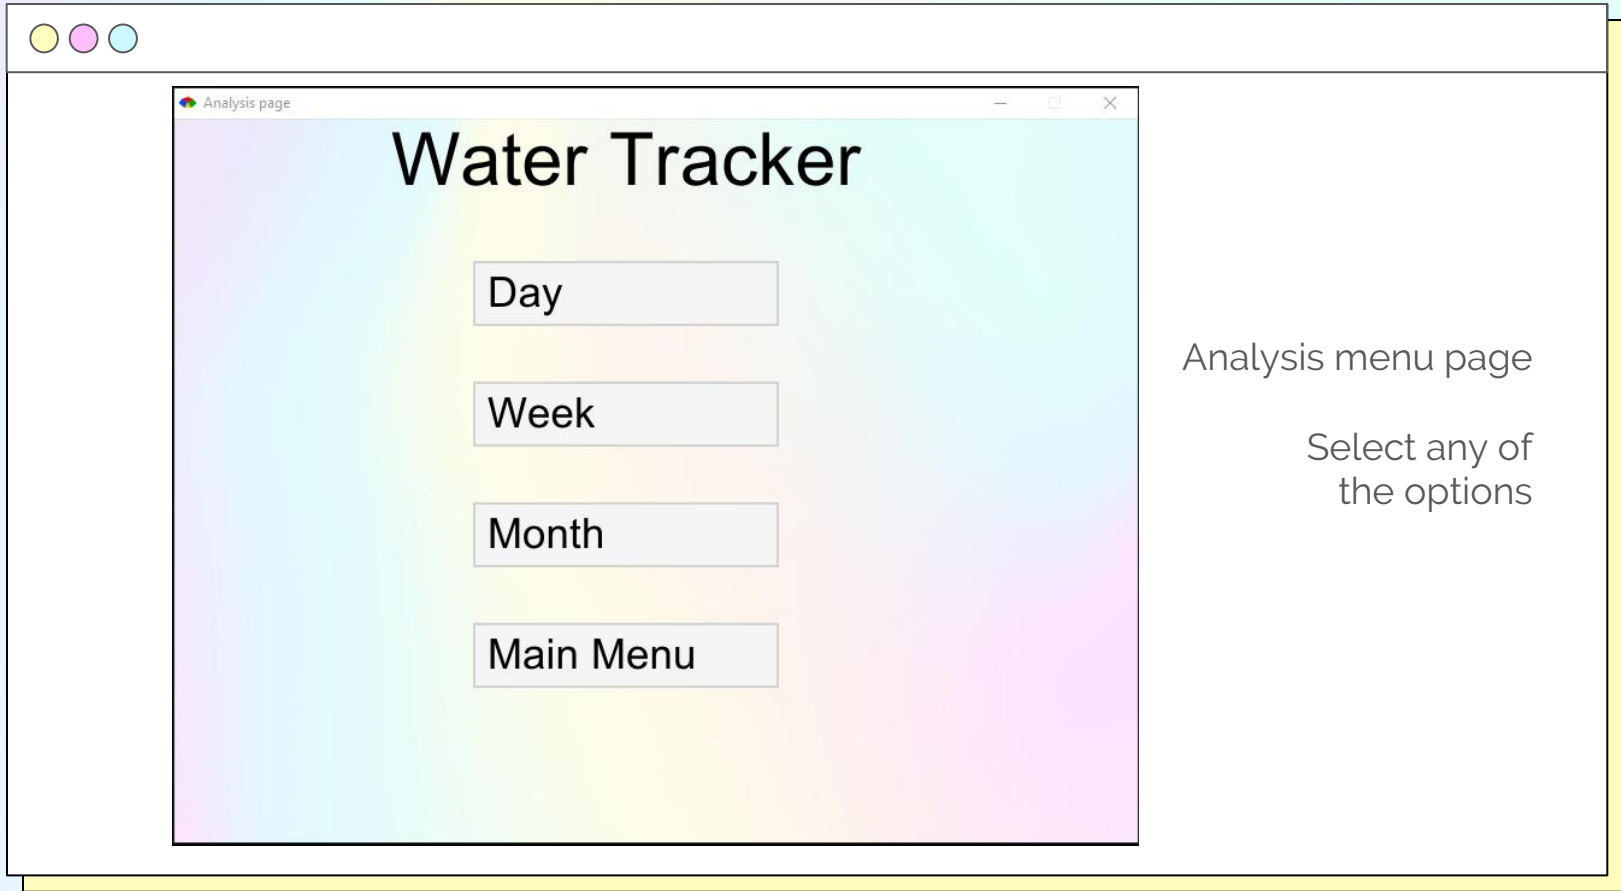 Analysis page
Water Tracker
Day
Week
Month
Main Menu
Analysis menu page
Select any of
the options